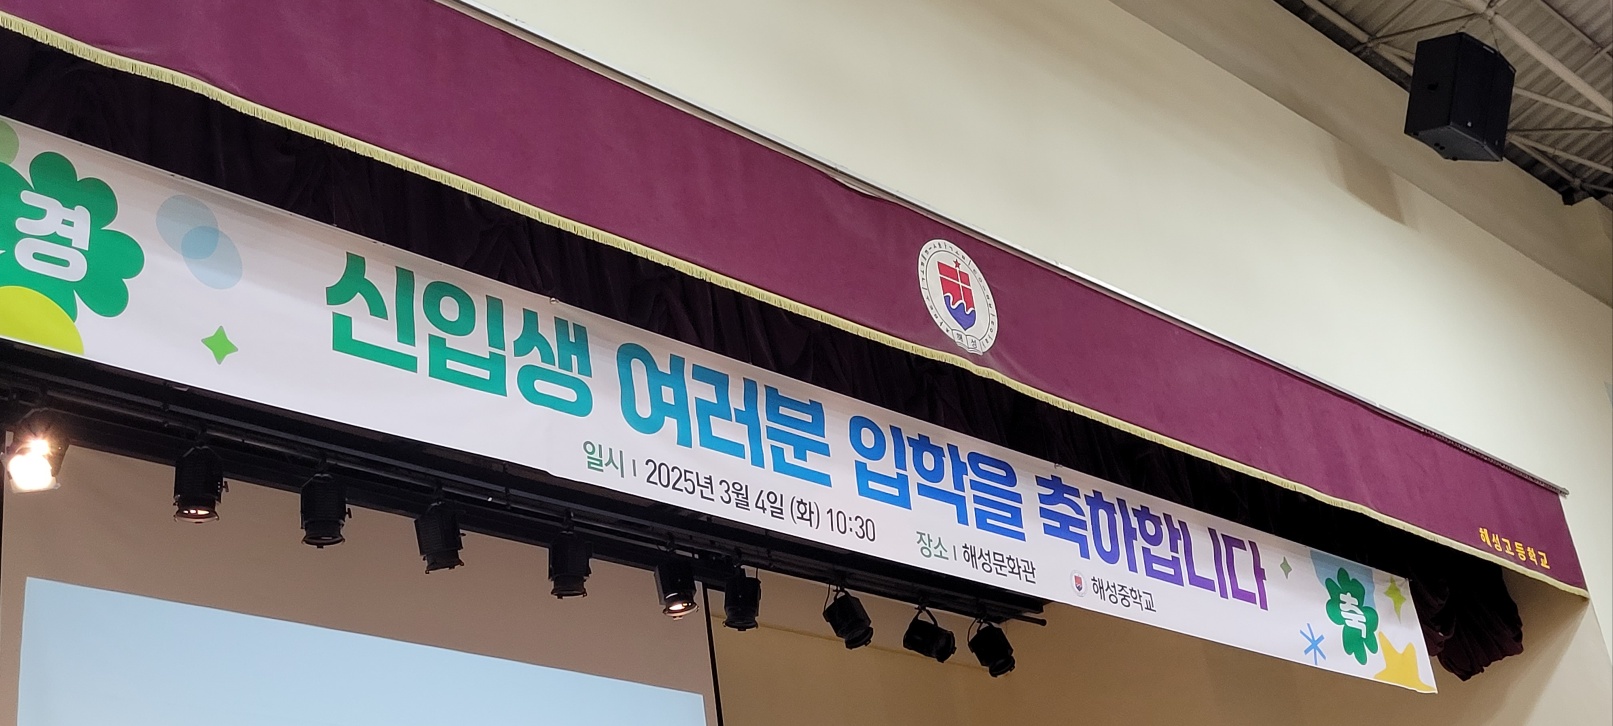 해성고등학교
경
신입생 여러분 입학을 축하합니다
일시 | 2025년 3월 4일 (화) 10:30 장소 | 해성문화관 해성중학교
축
해성